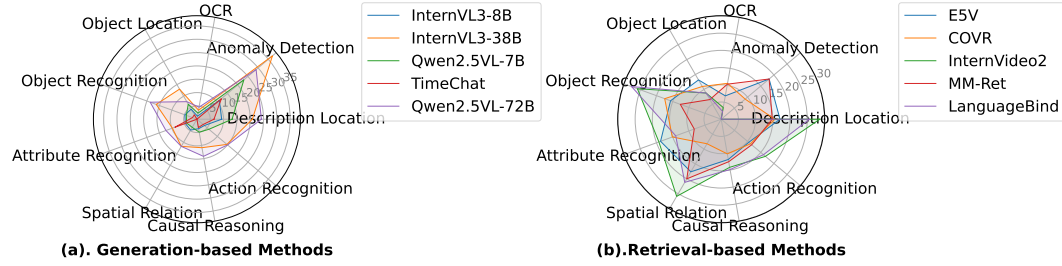 OCR
Object Location
Anomaly Detection
Object Recognition
Description Location
Attribute Recognition
Action Recognition
Spatial Relation
Causal Reasoning
5
10
15
20
25
30
35
InternVL3-8B
InternVL3-38B
Qwen2.5VL-7B
TimeChat
Qwen2.5VL-72B
(a). Generation-based Methods
OCR
Object Location
Anomaly Detection
Object Recognition
Description Location
Attribute Recognition
Action Recognition
Spatial Relation
Causal Reasoning
5
10
15
20
25
30
E5V
COVR
InternVideo2
MM-Ret
LanguageBind
(b).Retrieval-based Methods